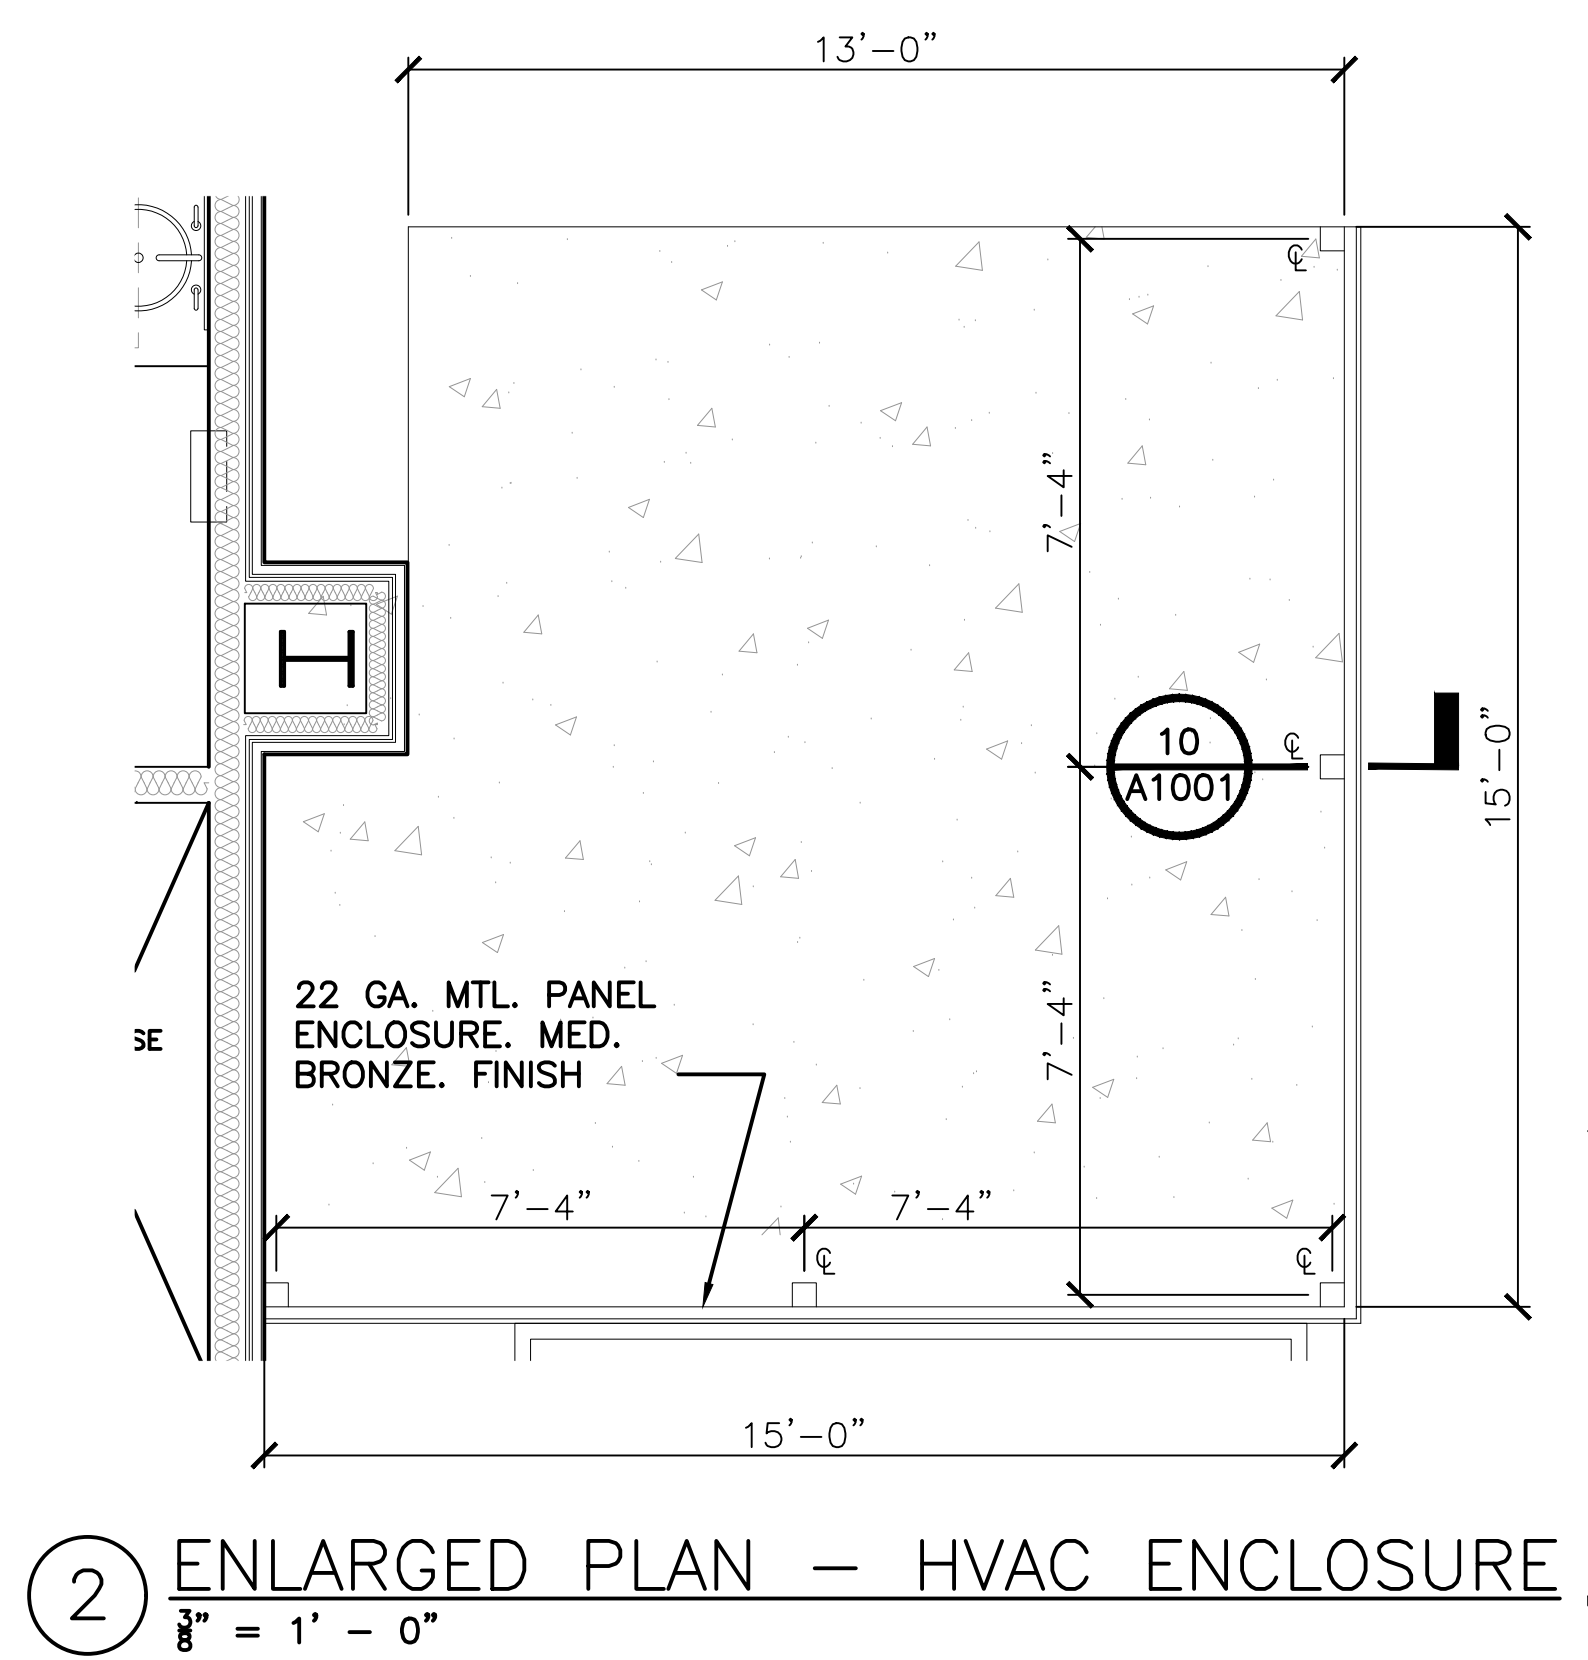 13'-0"
℄
7'-4"
10
A1001
℄
15'-0"
22 GA. MTL. PANEL
ENCLOSURE. MED.
BRONZE. FINISH
SE
7'-4"
7'-4"
7'-4"
℄
℄
15'-0"
2
ENLARGED PLAN - HVAC ENCLOSURE
3/8" = 1' - 0"